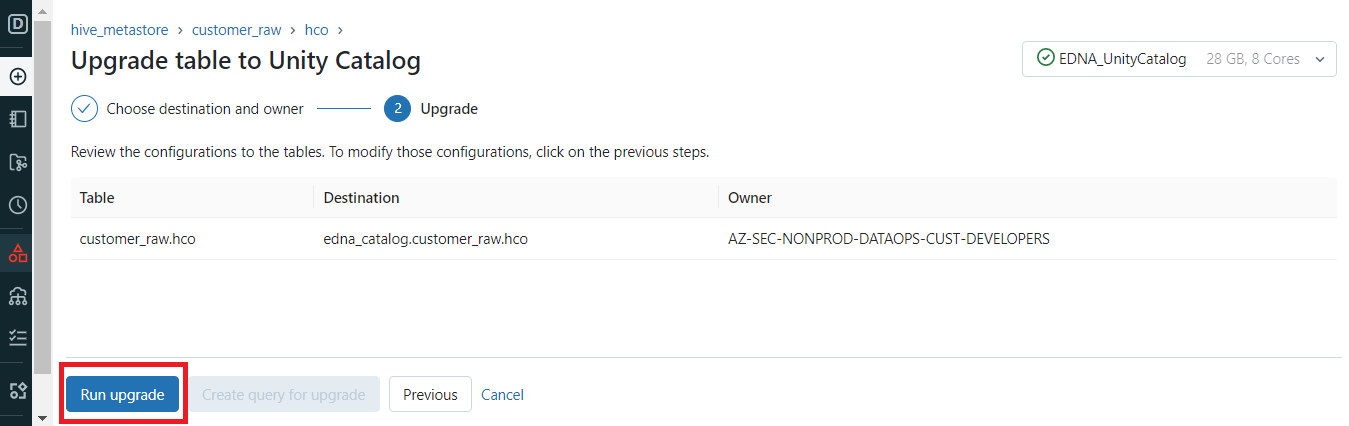 D
hive_metastore > customer_raw > hco >
Upgrade table to Unity Catalog
EDNA_UnityCatalog 28 GB, 8 Cores
Choose destination and owner 2 Upgrade
Review the configurations to the tables. To modify those configurations, click on the previous steps.
Table Destination Owner
customer_raw.hco edna_catalog.customer_raw.hco AZ-SEC-NONPROD-DATAOPS-CUST-DEVELOPERS
Run upgrade Create query for upgrade Previous Cancel